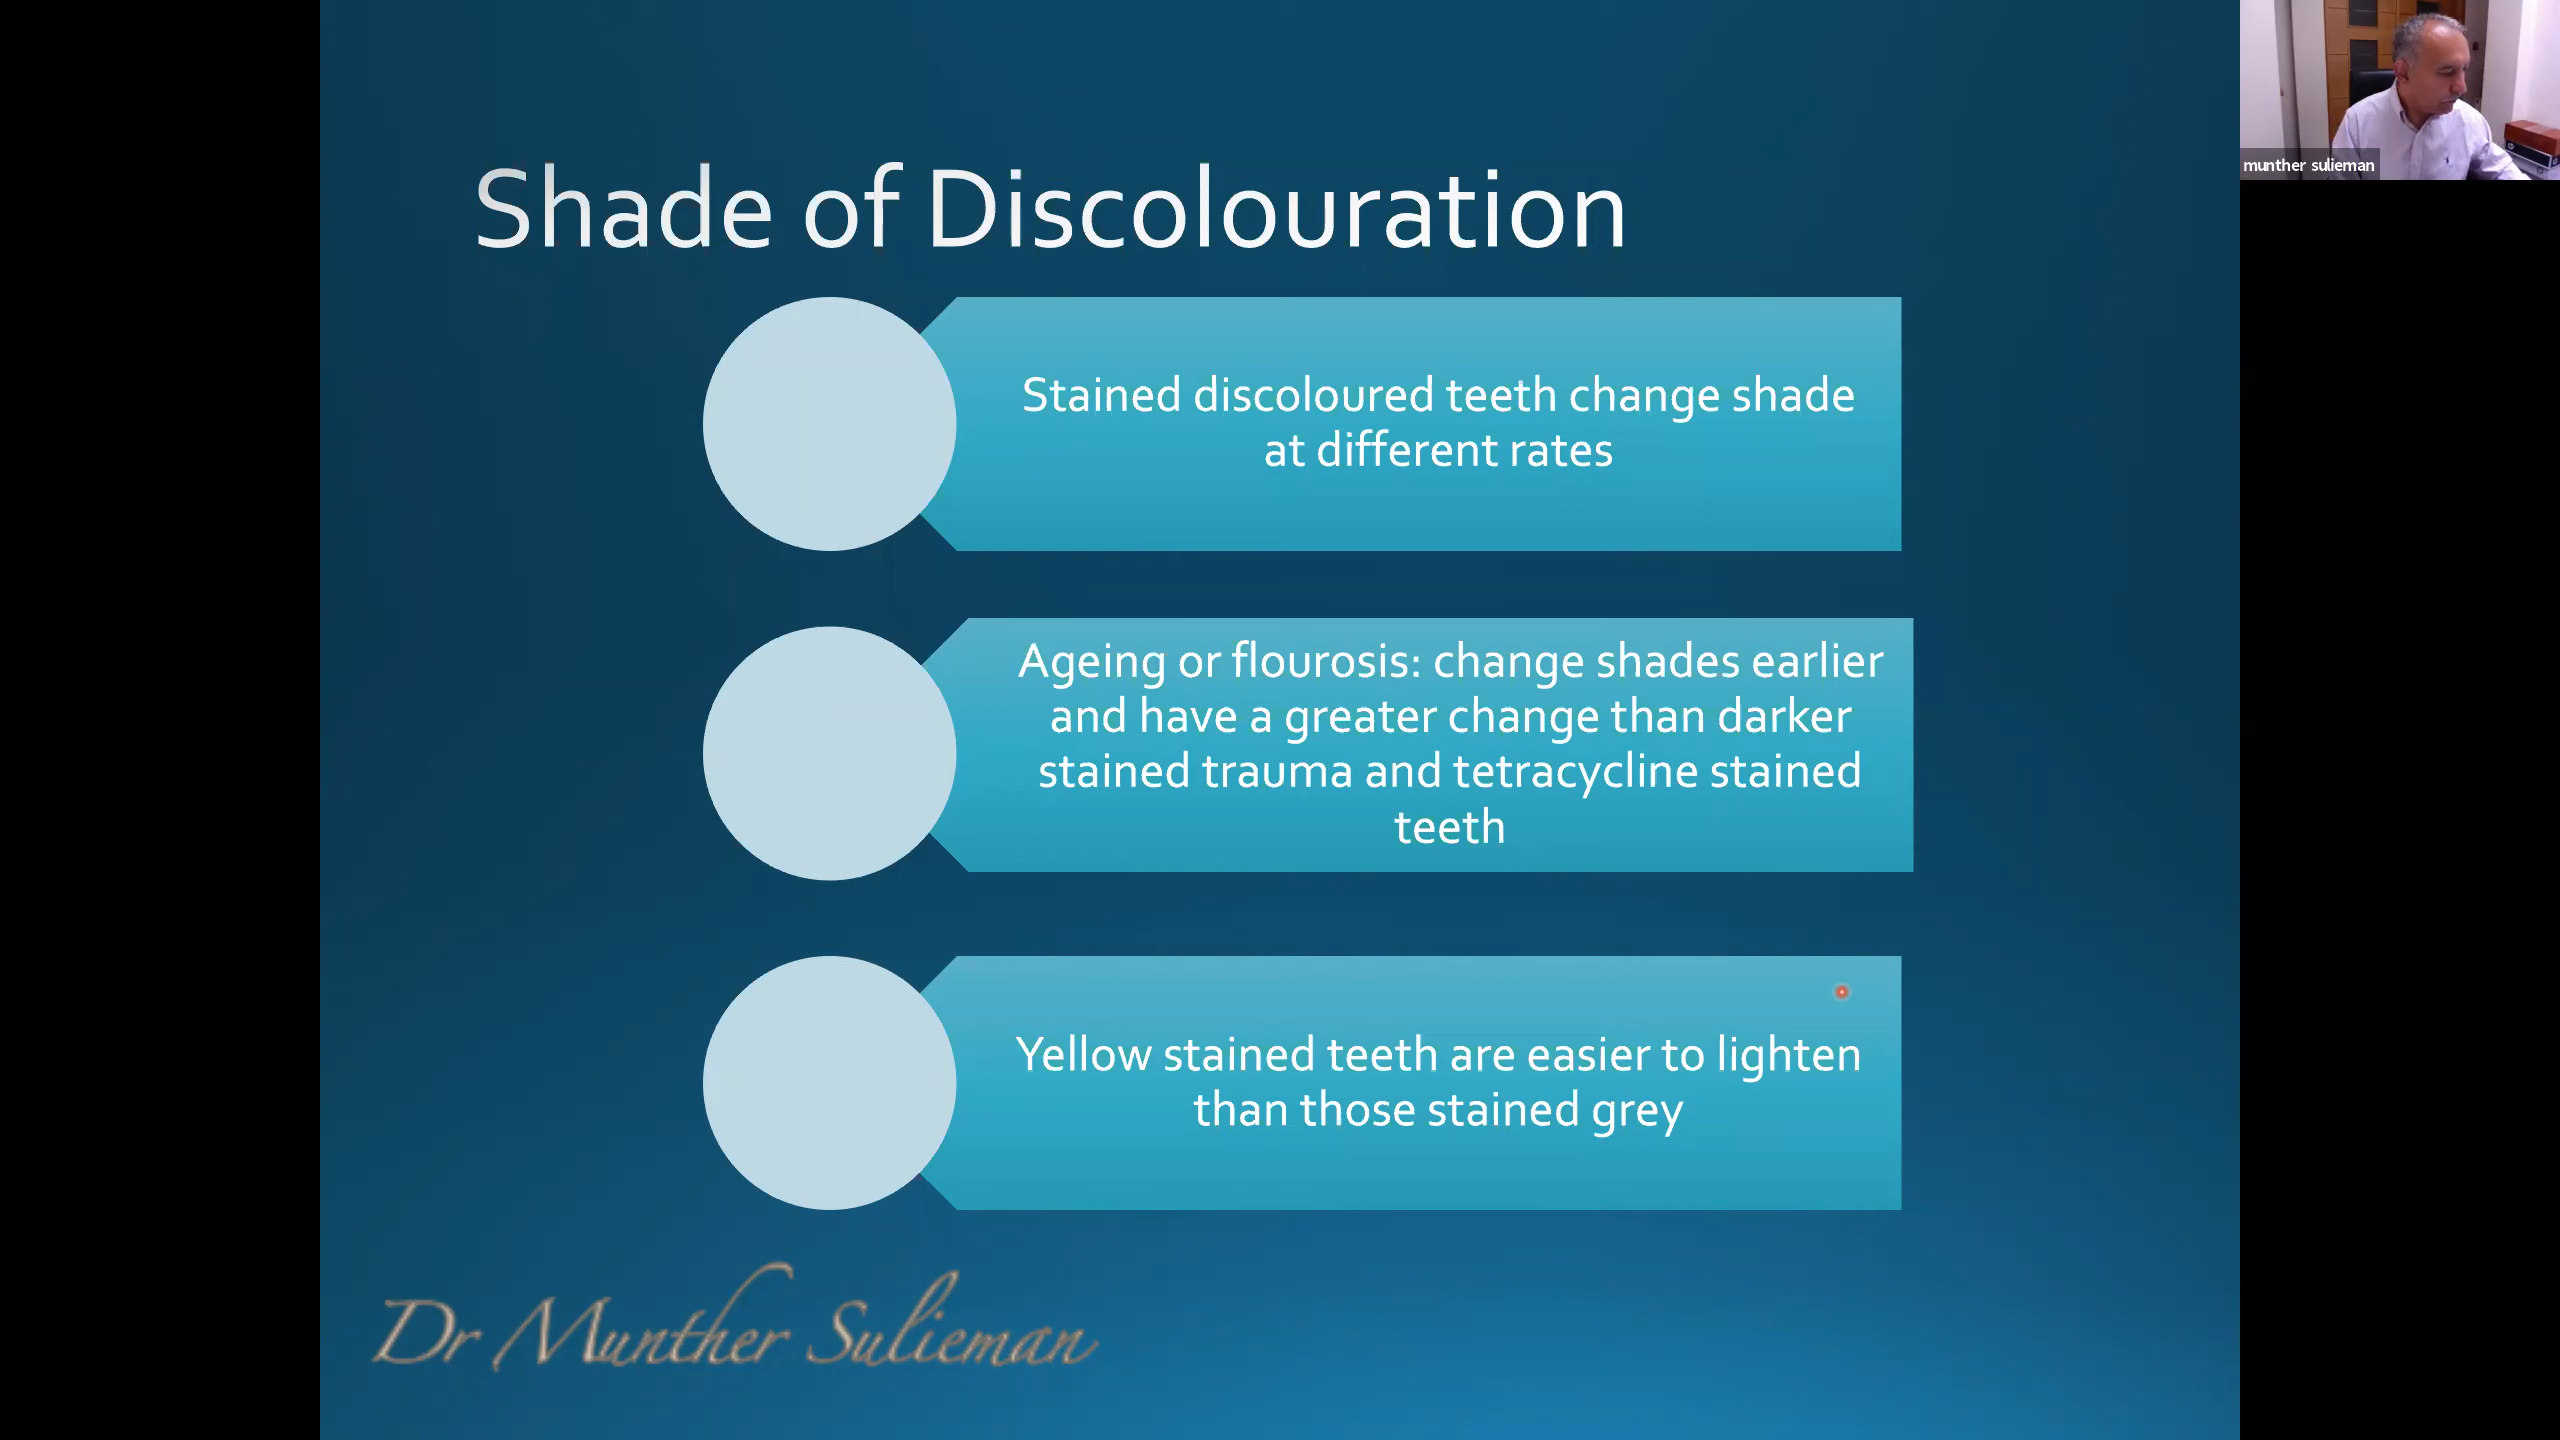 munther sulieman
Shade of Discolouration
Stained discoloured teeth change shade
at different rates
Ageing or flourosis: change shades earlier
and have a greater change than darker
stained trauma and tetracycline stained
teeth
Yellow stained teeth are easier to lighten
than those stained grey
Dr Munther Sulieman